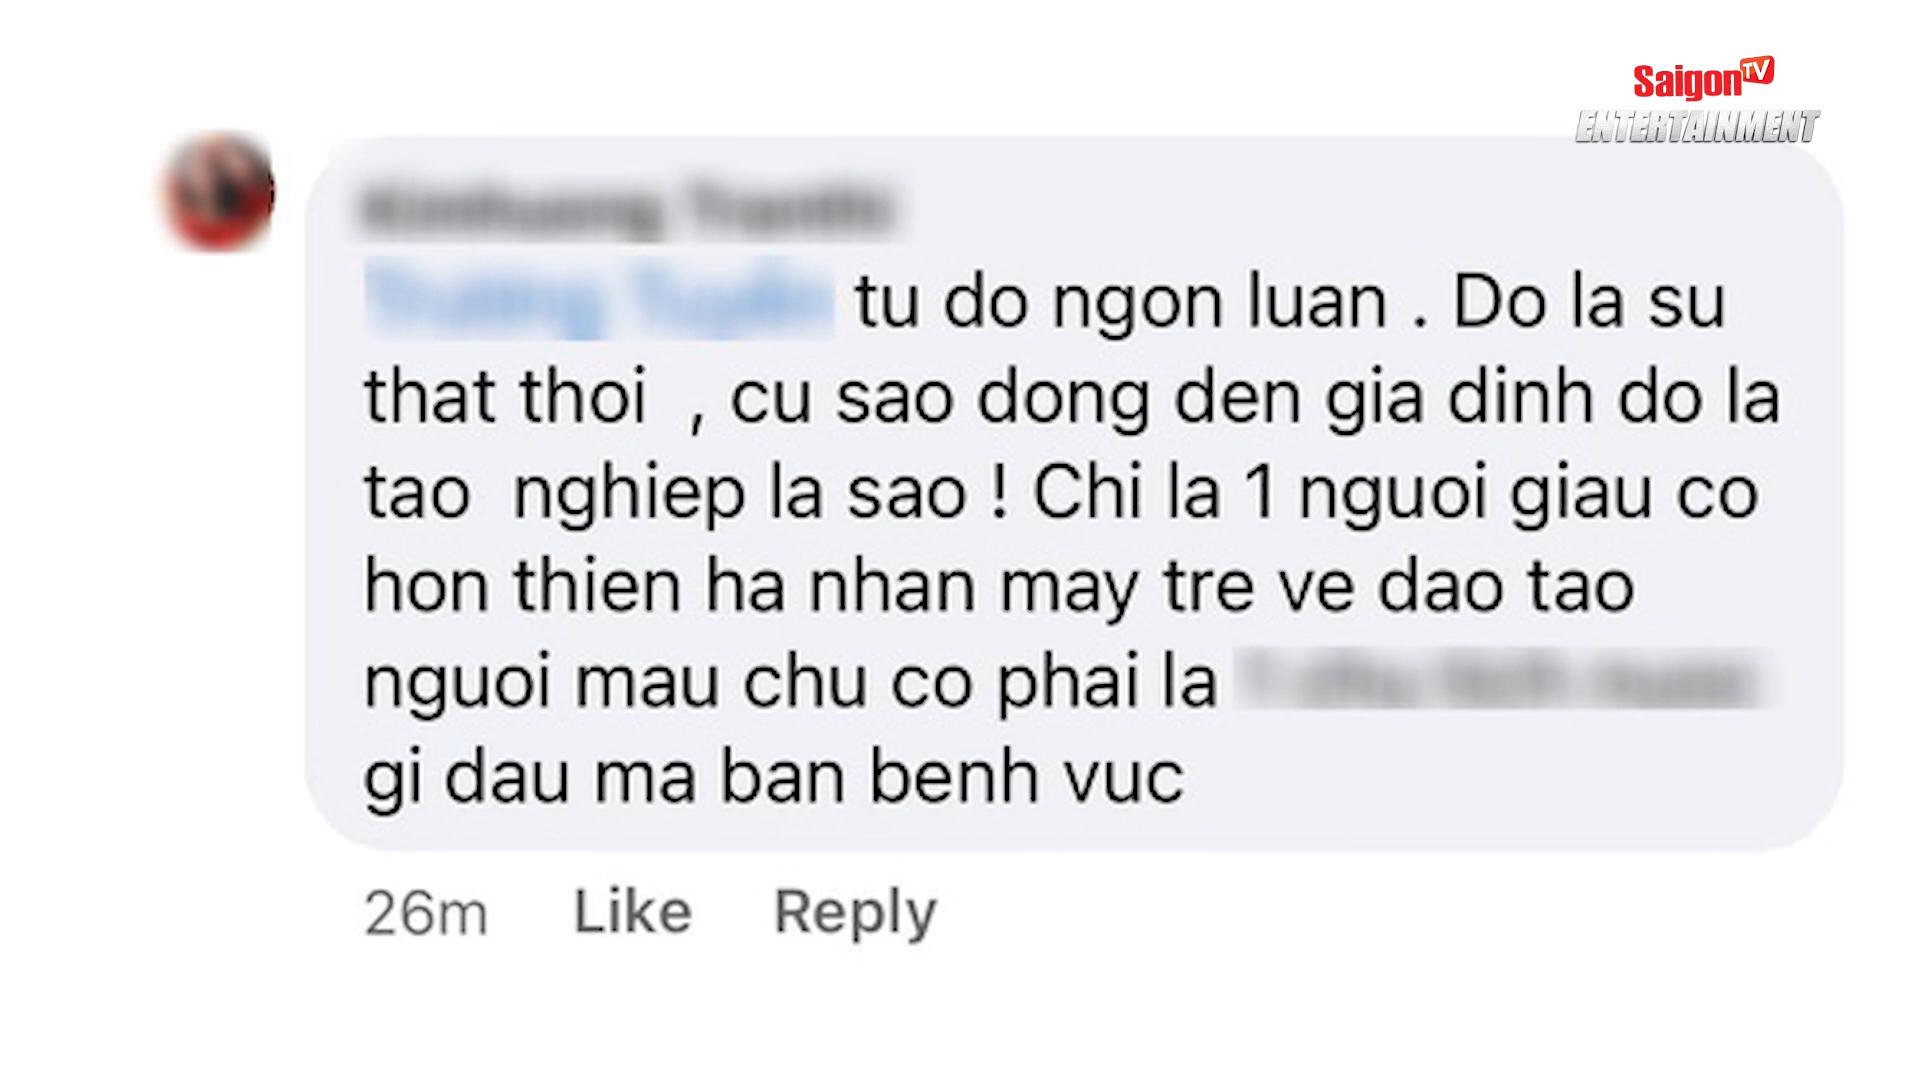 Saigon TV
ENTERTAINMENT
tu do ngon luan . Do la su
that thoi , cu sao dong den gia dinh do la
tao nghiep la sao ! Chi la 1 nguoi giau co
hon thien ha nhan may tre ve dao tao
nguoi mau chu co phai la
gi dau ma ban benh vuc
26m Like Reply